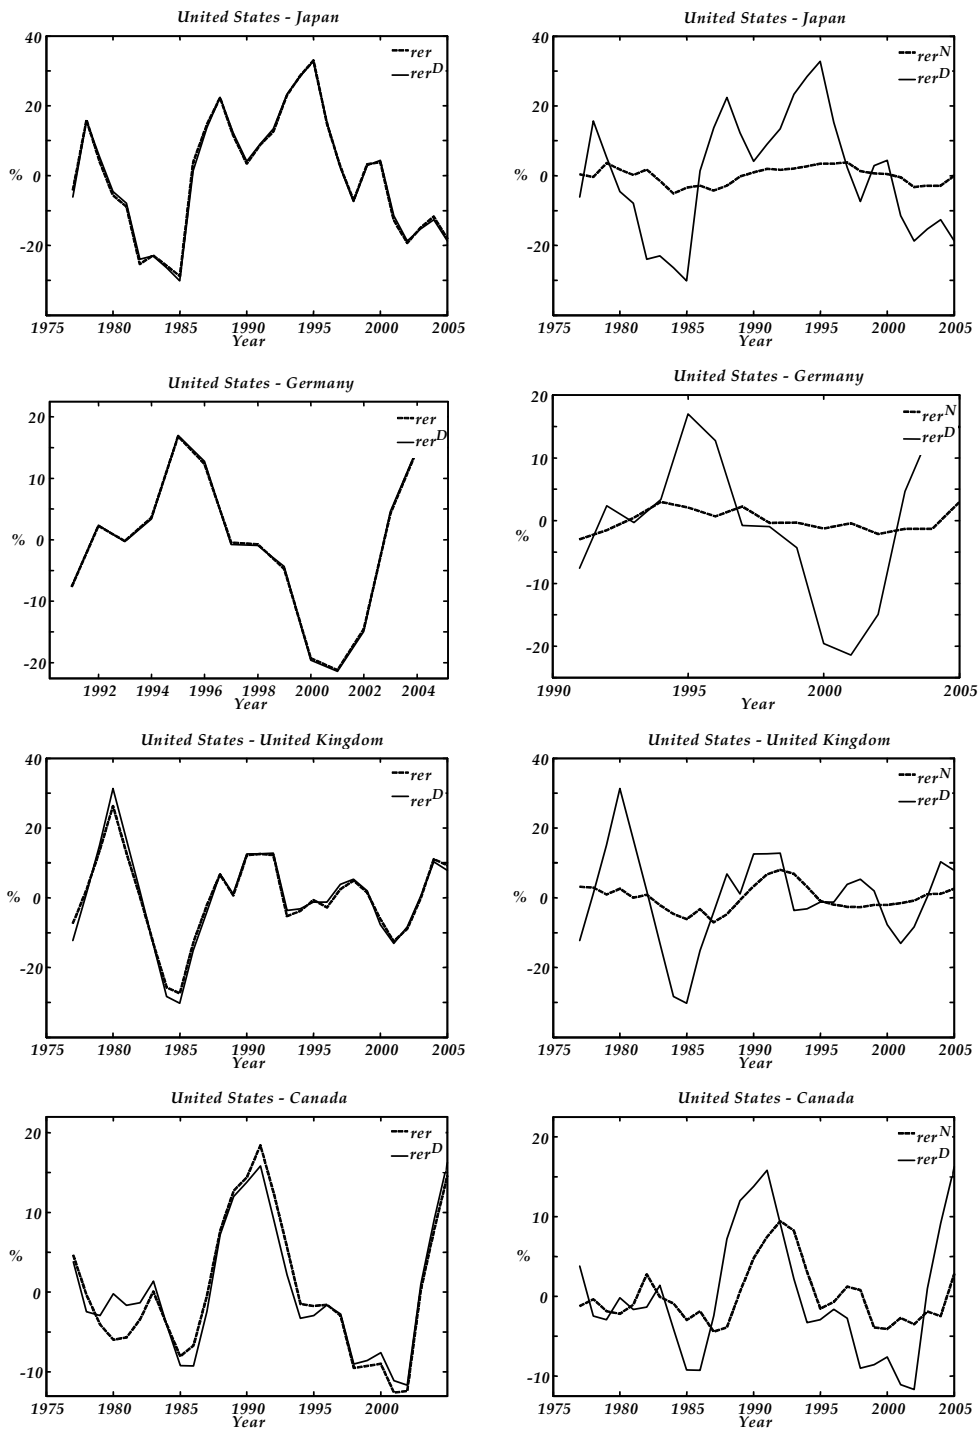 United States - Japan
40
20
%
0
-20
1975
1980
1985
1990
1995
2000
2005
Year
rer
rer^D
United States - Japan
40
20
%
0
-20
1975
1980
1985
1990
1995
2000
2005
Year
rer^N
rer^D
United States - Germany
20
10
%
0
-10
-20
1992
1994
1996
1998
2000
2002
2004
Year
rer
rer^D
United States - Germany
20
10
0
%
-10
-20
1990
1995
2000
2005
Year
rer^N
rer^D
United States - United Kingdom
40
20
%
0
-20
1975
1980
1985
1990
1995
2000
2005
Year
rer
rer^D
United States - United Kingdom
40
20
%
0
-20
1975
1980
1985
1990
1995
2000
2005
Year
rer^N
rer^D
United States - Canada
20
10
%
0
-10
1975
1980
1985
1990
1995
2000
2005
Year
rer
rer^D
United States - Canada
20
10
%
0
-10
1975
1980
1985
1990
1995
2000
2005
Year
rer^N
rer^D